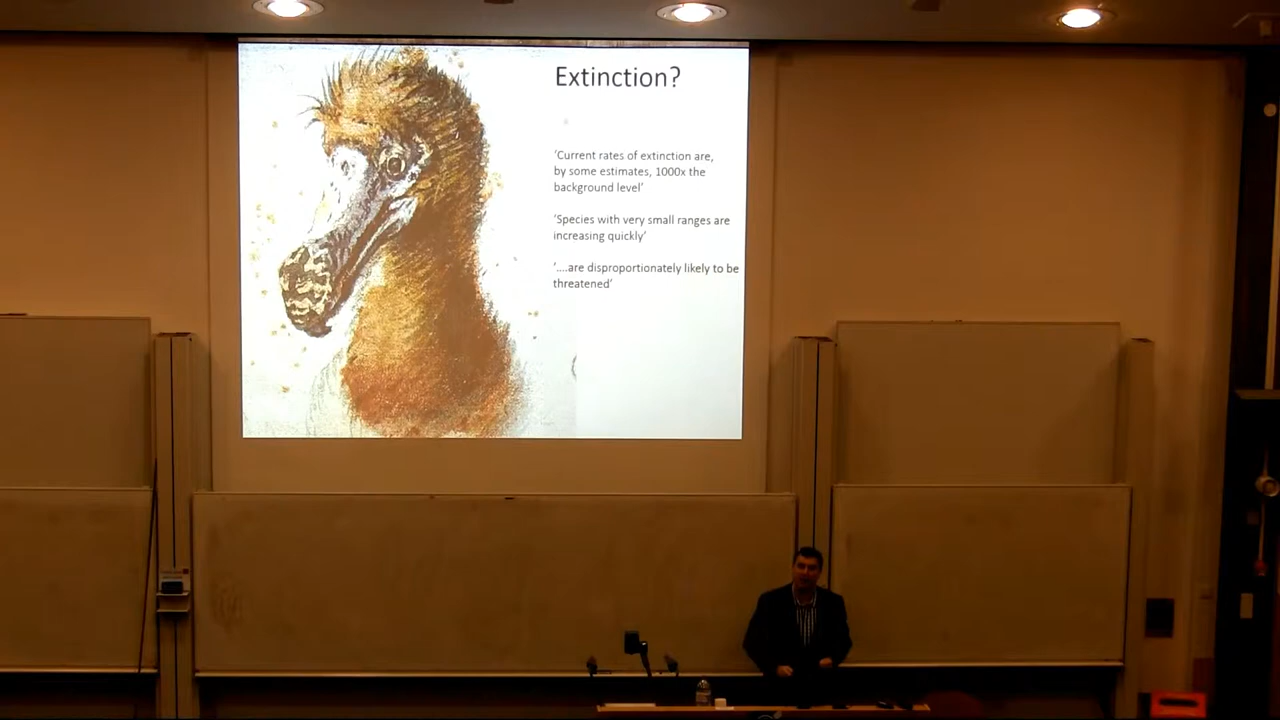 Extinction?
‘Current rates of extinction are,
by some estimates, 1000x the
background level’
‘Species with very small ranges are
increasing quickly’
‘....are disproportionately likely to be
threatened’